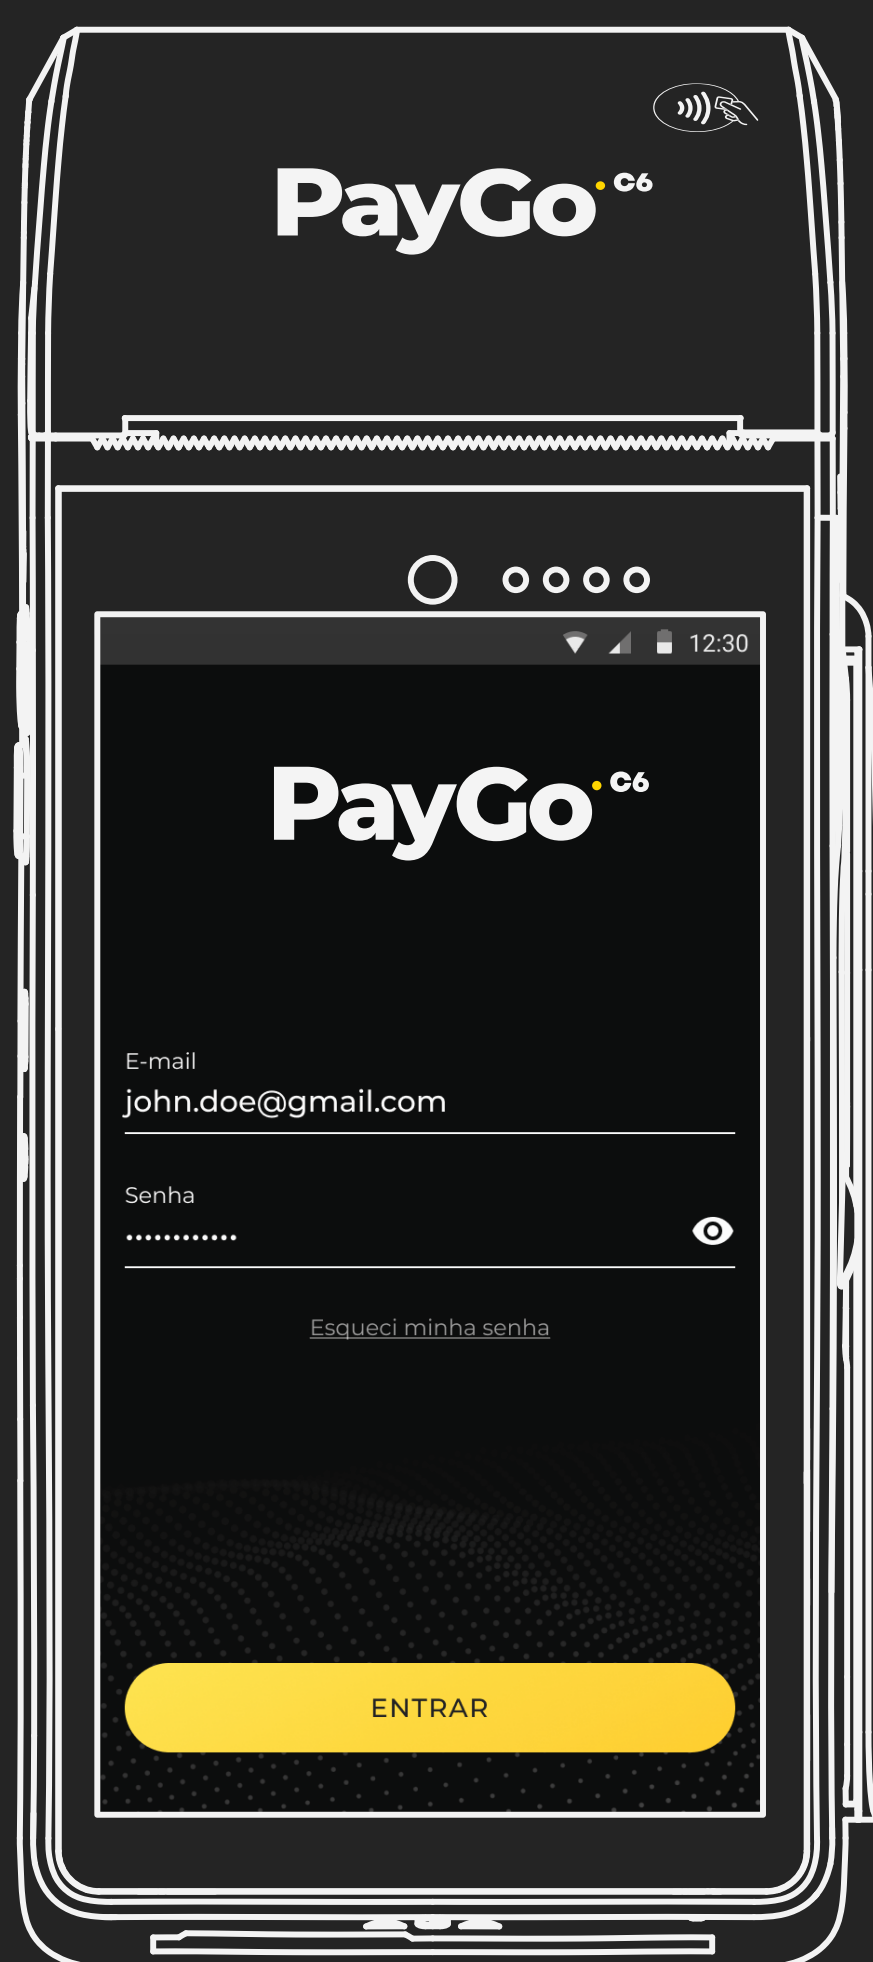 PayGo C6
12:30
PayGo C6
E-mail
john.doe@gmail.com
Senha
••••••••••••
Esqueci minha senha
ENTRAR